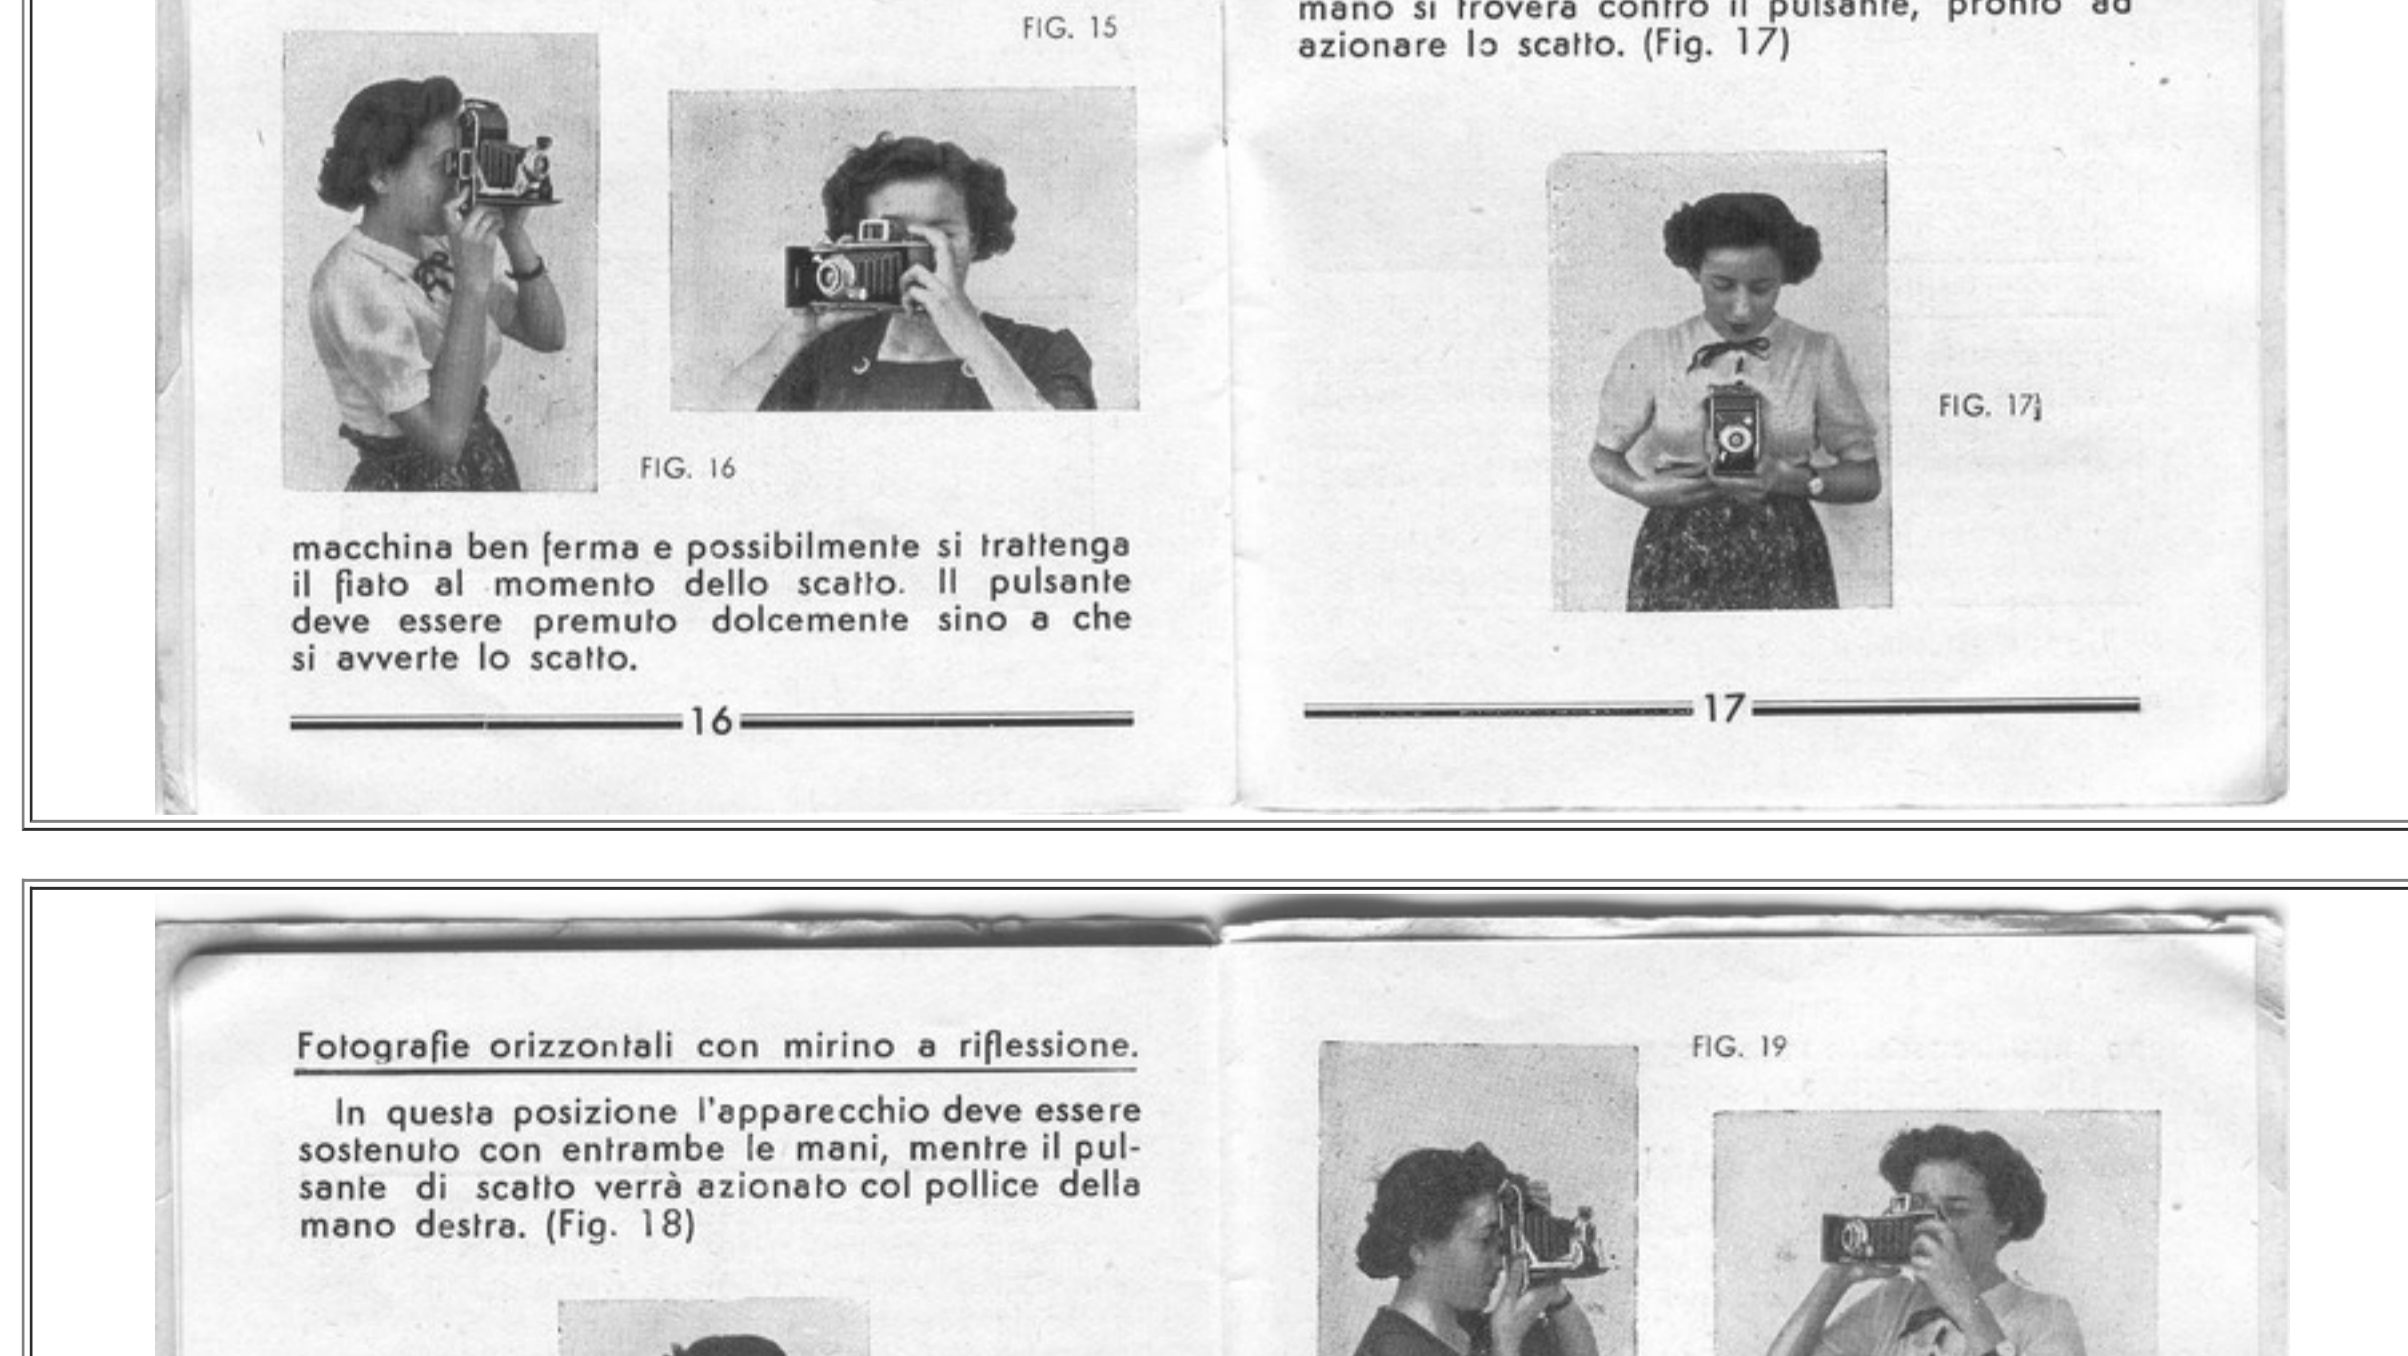 FIG. 15
FIG. 16
macchina ben ferma e possibilmente si trattenga
il fiato al momento dello scatto. Il pulsante
deve essere premuto dolcemente sino a che
si avverte lo scatto.
16
mano si troverà contro il pulsante, pronto ad
azionare lo scatto. (Fig. 17)
FIG. 17
17
Fotografie orizzontali con mirino a riflessione.
In questa posizione l'apparecchio deve essere
sostenuto con entrambe le mani, mentre il pul-
sante di scatto verrà azionato col pollice della
mano destra. (Fig. 18)
FIG. 19